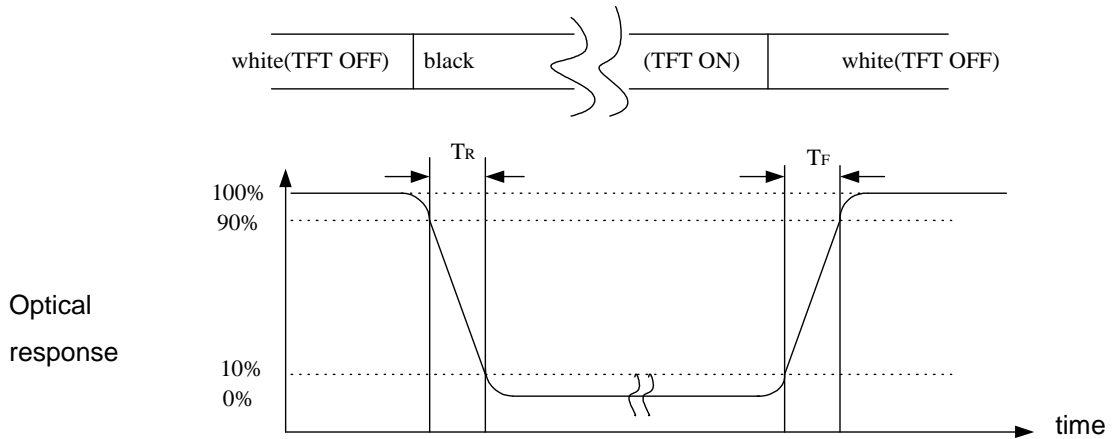 white(TFT OFF) black (TFT ON) white(TFT OFF)
TR TF
100%
90%
Optical
response
10%
0%
time